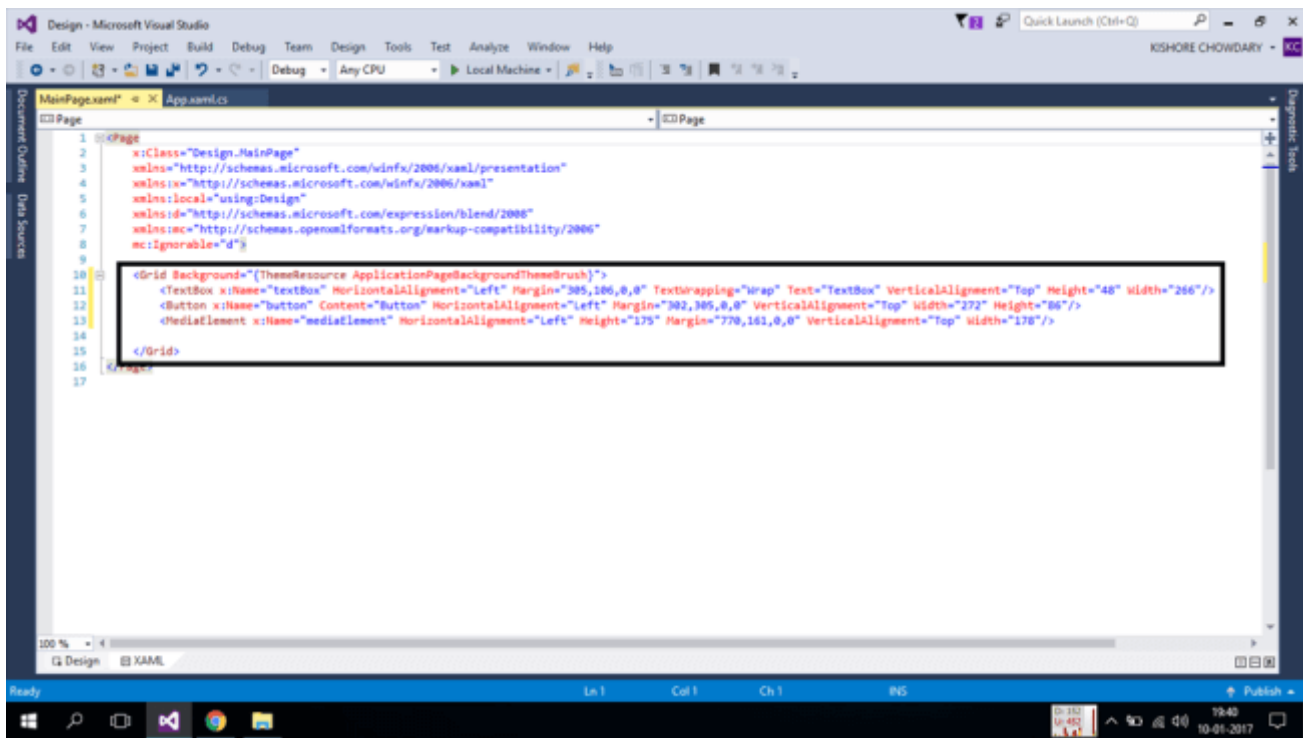 Design - Microsoft Visual Studio
2
Quick Launch (Ctrl+Q)
File Edit View Project Build Debug Team Design Tools Test Analyze Window Help
KISHORE CHOWDARY KC
Debug Any CPU Local Machine
MainPage.xaml* App.xaml.cs
Document Outline
Data Sources
Diagnostic Tools
Page Page
1 <Page
2 x:Class="Design.MainPage"
3 xmlns="http://schemas.microsoft.com/winfx/2006/xaml/presentation"
4 xmlns:x="http://schemas.microsoft.com/winfx/2006/xaml"
5 xmlns:local="using:Design"
6 xmlns:d="http://schemas.microsoft.com/expression/blend/2008"
7 xmlns:mc="http://schemas.openxmlformats.org/markup-compatibility/2006"
8 mc:Ignorable="d">
9
10 <Grid Background="{ThemeResource ApplicationPageBackgroundThemeBrush}">
11 <TextBox x:Name="textBox" HorizontalAlignment="Left" Margin="305,106,0,0" TextWrapping="Wrap" Text="TextBox" VerticalAlignment="Top" Height="48" Width="266"/>
12 <Button x:Name="button" Content="Button" HorizontalAlignment="Left" Margin="302,305,0,0" VerticalAlignment="Top" Width="272" Height="86"/>
13 <MediaElement x:Name="mediaElement" HorizontalAlignment="Left" Height="175" Margin="770,161,0,0" VerticalAlignment="Top" Width="178"/>
14
15 </Grid>
16 </Page>
17
100 %
Design XAML
Ready Ln 1 Col 1 Ch 1 INS Publish
19:40
10-01-2017